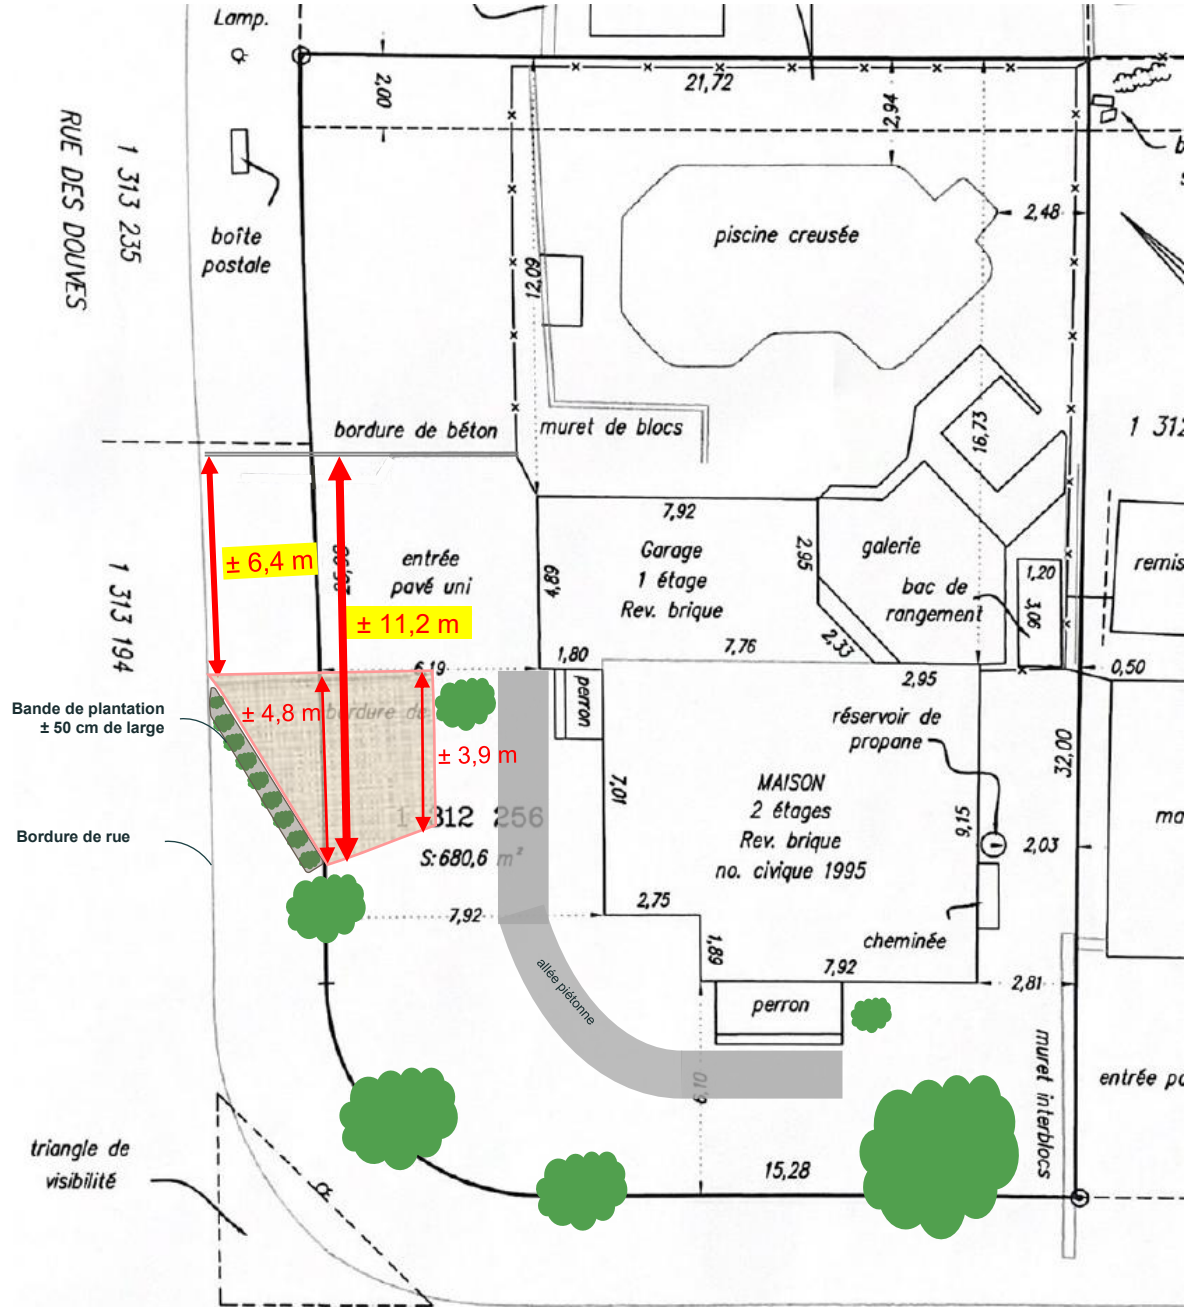 Lamp.
2,00
21,72
2,94
RUE DES DOUVES
1 313 235
boîte
postale
piscine creusée
2,48
12,09
bordure de béton
muret de blocs
16,73
1 312
7,92
± 6,4 m
entrée
pavé uni
Garage
1 étage
Rev. brique
4,89
2,95
galerie
bac de
rangement
1,20
3,06
remis
1 313 194
± 11,2 m
2,33
6,19
1,80
7,76
2,95
0,50
perron
Bande de plantation
± 50 cm de large
± 4,8 m
bordure de
± 3,9 m
réservoir de
propane
32,00
7,01
MAISON
2 étages
Rev. brique
no. civique 1995
9,15
2,03
ma
Bordure de rue
1 312 256
S:680,6 m²
7,92
2,75
1,89
cheminée
7,92
2,81
allée piétonne
perron
muret interblocs
entrée pa
6,10
triangle de
visibilité
15,28